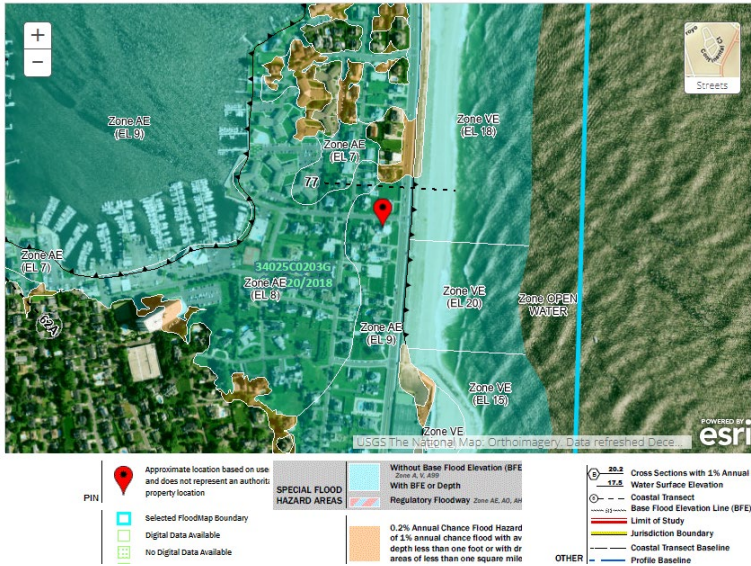 +
−
Streets
Zone AE
(EL 9)
Zone VE
(EL 18)
Zone AE
(EL 7)
77
Zone AE
(EL 7)
34025C0203G
Zone AE
(EL 8)
20/2018
Zone VE
(EL 20)
Zone OPEN
WATER
62A
Zone AE
(EL 9)
Zone VE
(EL 15)
Zone VE
POWERED BY
esri
USGS The National Map: Orthoimagery. Data refreshed Dece...
PIN
Approximate location based on use
and does not represent an authorita
property location
Selected FloodMap Boundary
Digital Data Available
No Digital Data Available
SPECIAL FLOOD
HAZARD AREAS
Without Base Flood Elevation (BFE
Zone A, V, A99
With BFE or Depth
Regulatory Floodway Zone AE, AO, AH
0.2% Annual Chance Flood Hazard
of 1% annual chance flood with av
depth less than one foot or with dr
areas of less than one square mile
OTHER
B 20.2 Cross Sections with 1% Annual
17.5 Water Surface Elevation
Coastal Transect
Base Flood Elevation Line (BFE)
Limit of Study
Jurisdiction Boundary
Coastal Transect Baseline
Profile Baseline